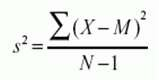 s² = ∑(X − M)² / N − 1